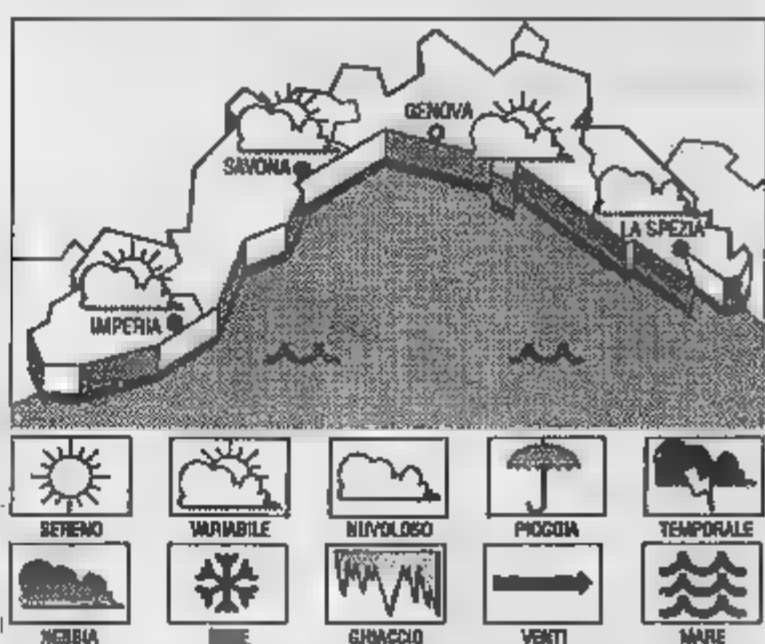 GENOVA
SAVONA
LA SPEZIA
IMPERIA
SERENO VARIABILE NUVOLOSO PIOGGIA TEMPORALE
NEBBIA GHIACCIO VENTI MARE